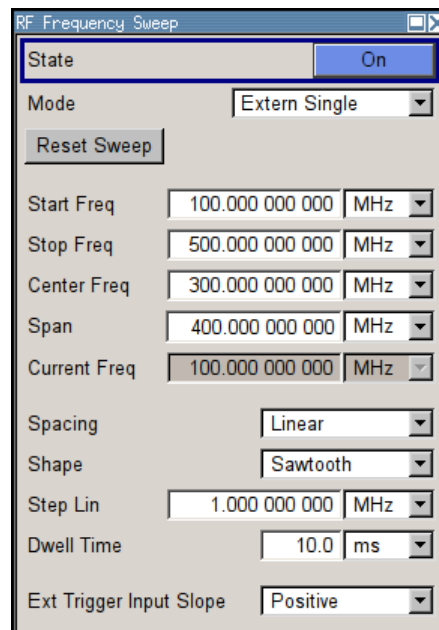 RF Frequency Sweep
State On
Mode Extern Single
Reset Sweep
Start Freq 100.000 000 000 MHz
Stop Freq 500.000 000 000 MHz
Center Freq 300.000 000 000 MHz
Span 400.000 000 000 MHz
Current Freq 100.000 000 000 MHz
Spacing Linear
Shape Sawtooth
Step Lin 1.000 000 000 MHz
Dwell Time 10.0 ms
Ext Trigger Input Slope Positive